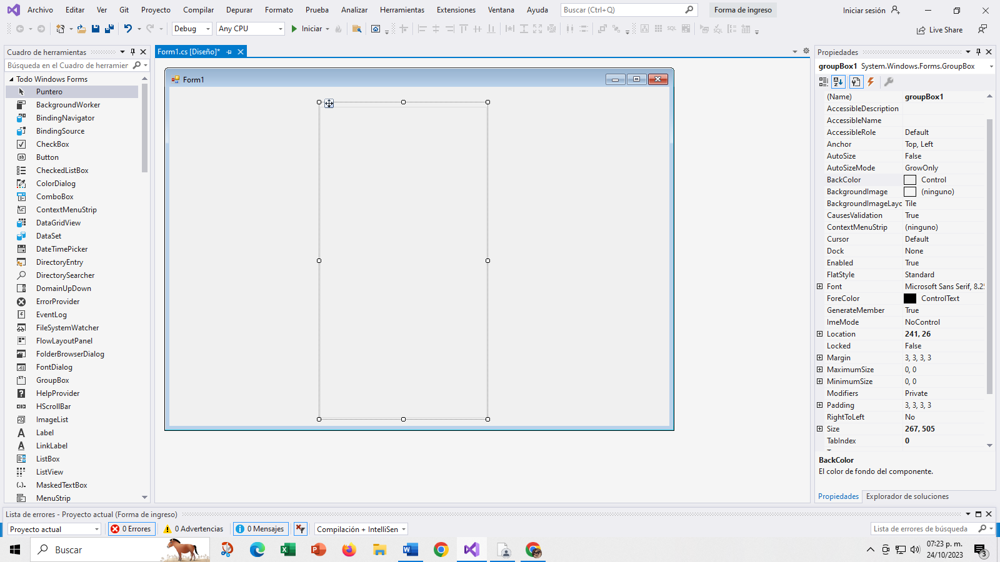 Archivo Editar Ver Git Proyecto Compilar Depurar Formato Prueba Analizar Herramientas Extensiones Ventana Ayuda Buscar (Ctrl+Q) Forma de ingreso Iniciar sesión
Debug Any CPU Iniciar SQL SQL Live Share
Cuadro de herramientas
Búsqueda en el Cuadro de herramier
Todo Windows Forms
Puntero
BackgroundWorker
BindingNavigator
BindingSource
CheckBox
Button
CheckedListBox
ColorDialog
ComboBox
ContextMenuStrip
DataGridView
DataSet
DateTimePicker
DirectoryEntry
DirectorySearcher
DomainUpDown
ErrorProvider
EventLog
FileSystemWatcher
FlowLayoutPanel
FolderBrowserDialog
FontDialog
GroupBox
HelpProvider
HScrollBar
ImageList
Label
LinkLabel
ListBox
ListView
MaskedTextBox
MenuStrip
Form1.cs [Diseño]*
Form1
Propiedades
groupBox1 System.Windows.Forms.GroupBox
(Name) groupBox1
AccessibleDescription
AccessibleName
AccessibleRole Default
Anchor Top, Left
AutoSize False
AutoSizeMode GrowOnly
BackColor Control
BackgroundImage (ninguno)
BackgroundImageLayo Tile
CausesValidation True
ContextMenuStrip (ninguno)
Cursor Default
Dock None
Enabled True
FlatStyle Standard
Font Microsoft Sans Serif, 8.25
ForeColor ControlText
GenerateMember True
ImeMode NoControl
Location 241, 26
Locked False
Margin 3, 3, 3, 3
MaximumSize 0, 0
MinimumSize 0, 0
Modifiers Private
Padding 3, 3, 3, 3
RightToLeft No
Size 267, 505
TabIndex 0
BackColor
El color de fondo del componente.
Propiedades Explorador de soluciones
Lista de errores - Proyecto actual (Forma de ingreso)
Proyecto actual 0 Errores 0 Advertencias 0 Mensajes Compilación + IntelliSen Lista de errores de búsqueda
Buscar
07:23 p. m.
24/10/2023
3